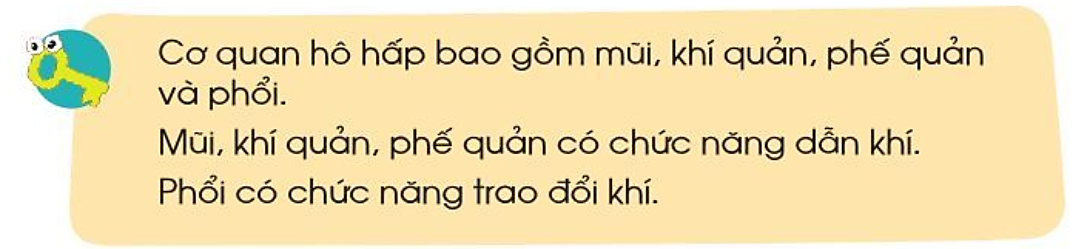 Cơ quan hô hấp bao gồm mũi, khí quản, phế quản
và phổi.
Mũi, khí quản, phế quản có chức năng dẫn khí.
Phổi có chức năng trao đổi khí.